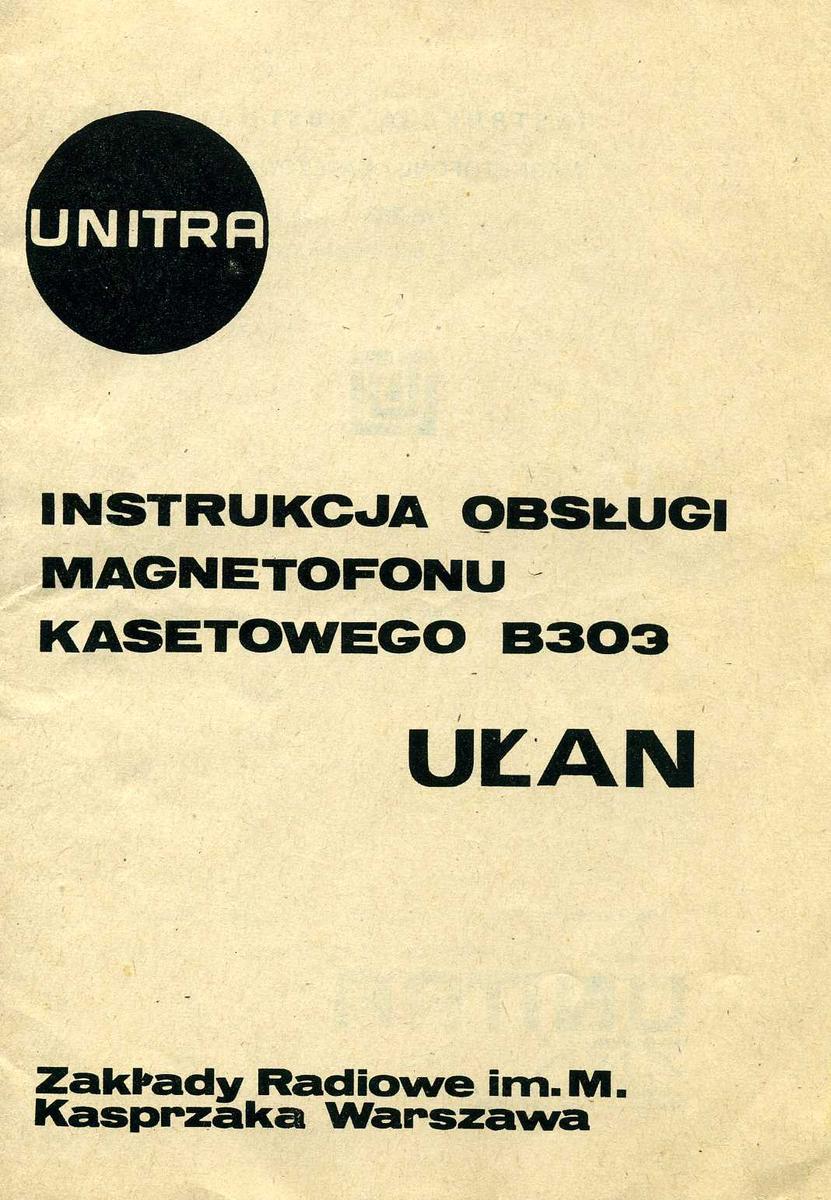 UNITRA
INSTRUKCJA OBSŁUGI
MAGNETOFONU
KASETOWEGO B303
UŁAN
Zakłady Radiowe im. M.
Kasprzaka Warszawa